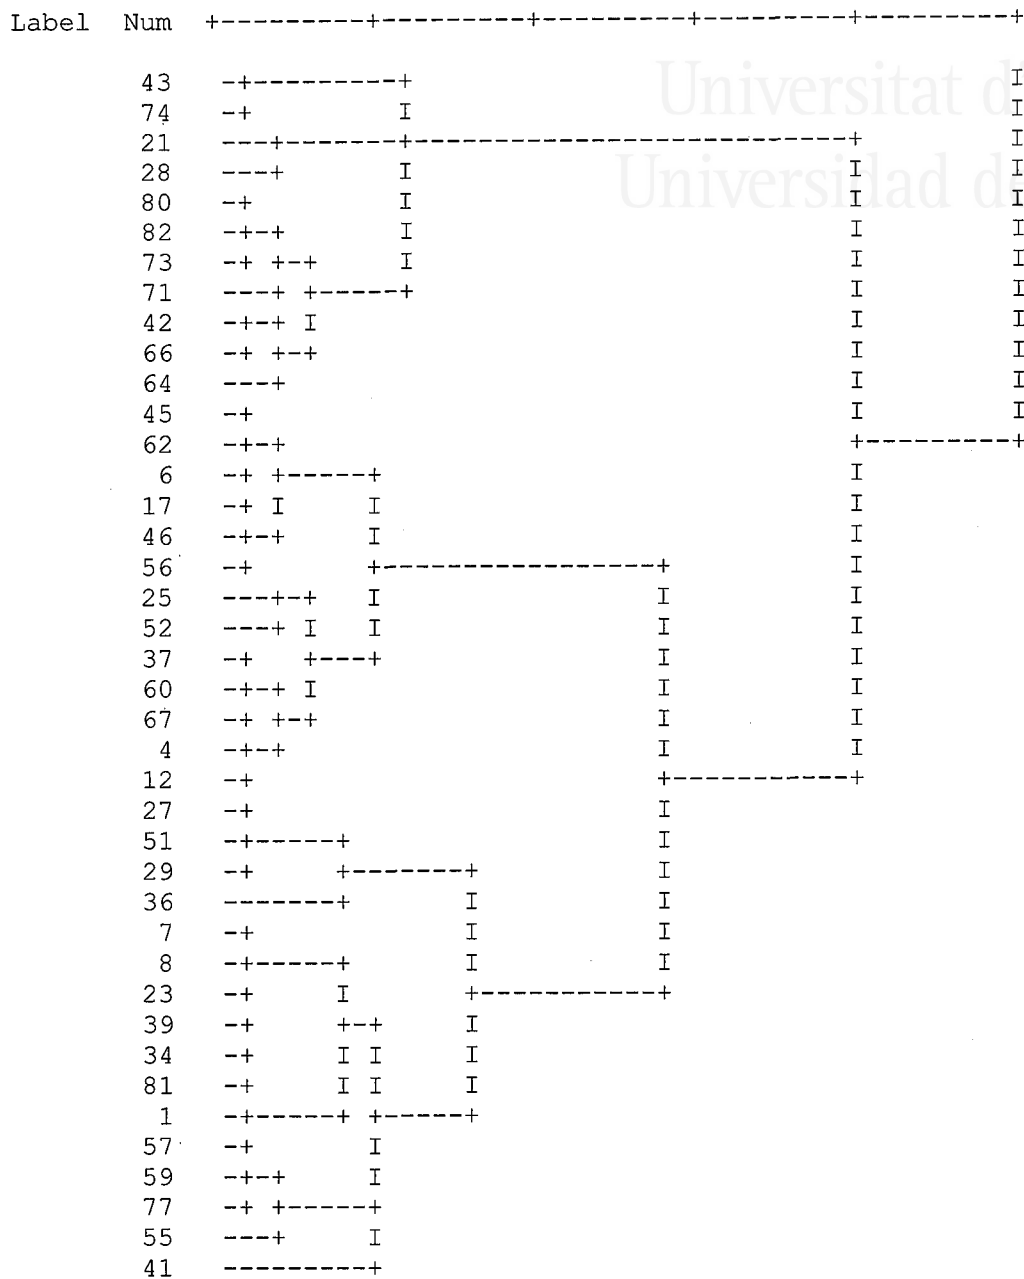 Label  Num  +---------+---------+---------+---------+---------+
Universitat
Universidad
        43   -+---------+                                     I
        74   -+         I                                     I
        21   ---+-------+---------------------------+         I
        28   ---+       I                           I         I
        80   -+         I                           I         I
        82   -+-+       I                           I         I
        73   -+ +-+     I                           I         I
        71   ---+ +-----+                           I         I
        42   -+-+ I                                 I         I
        66   -+ +-+                                 I         I
        64   ---+                                   I         I
        45   -+                                     I         I
        62   -+-+                                   +---------+
         6   -+ +-----+                             I
        17   -+ I     I                             I
        46   -+-+     I                             I
        56   -+       +-----------------+           I
        25   ---+-+   I                 I           I
        52   ---+ I   I                 I           I
        37   -+   +---+                 I           I
        60   -+-+ I                     I           I
        67   -+ +-+                     I           I
         4   -+-+                       I           I
        12   -+                         +-----------+
        27   -+                         I
        51   -+-----+                   I
        29   -+     +-------+           I
        36   -------+       I           I
         7   -+             I           I
         8   -+-----+       I           I
        23   -+     I       +-----------+
        39   -+     +-+     I
        34   -+     I I     I
        81   -+     I I     I
         1   -+-----+ +-----+
        57   -+       I
        59   -+-+     I
        77   -+ +-----+
        55   ---+     I
        41   ---------+